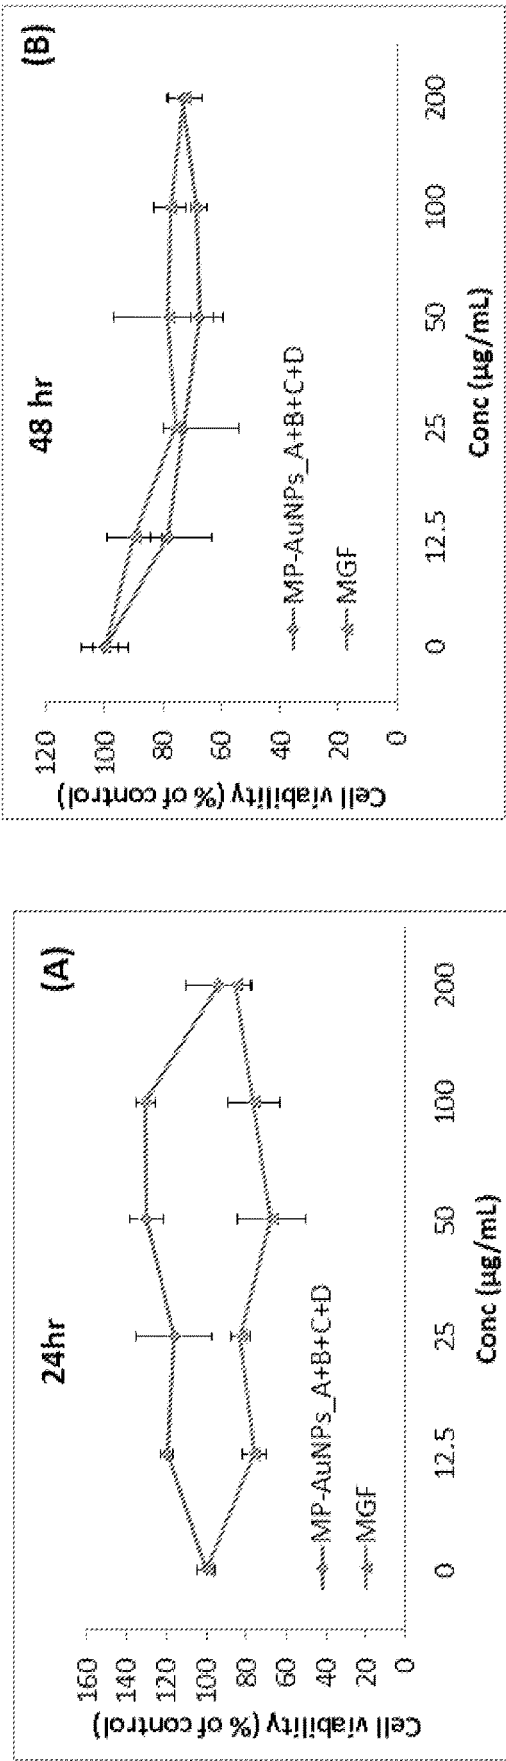 (A)
24hr
Cell viability (% of control)
160
140
120
100
80
60
40
20
0
MP-AuNPs_A+B+C+D
MGF
0 12.5 25 50 100 200
Conc (µg/mL)
(B)
48 hr
Cell viability (% of control)
120
100
80
60
40
20
0
MP-AuNPs_A+B+C+D
MGF
0 12.5 25 50 100 200
Conc (µg/mL)